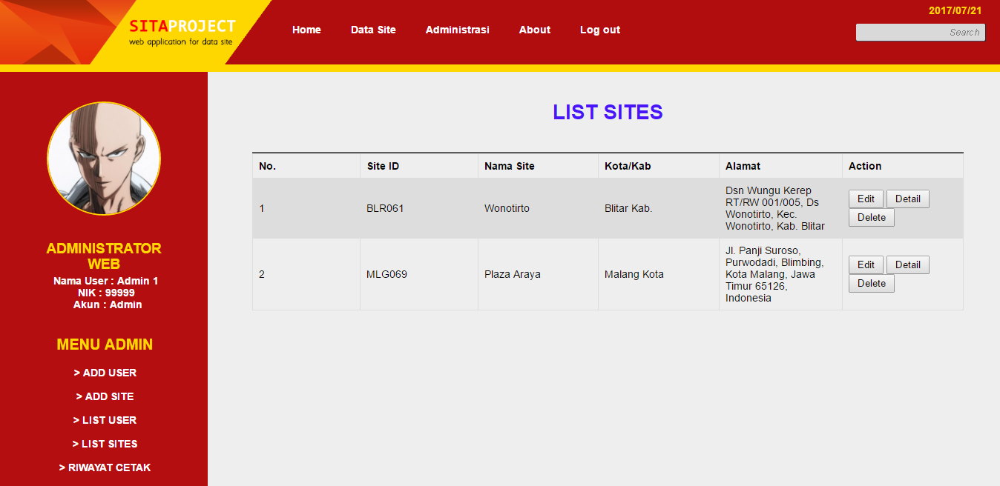 2017/07/21
SITAPROJECT
web application for data site
Home Data Site Administrasi About Log out
Search
ADMINISTRATOR
WEB
Nama User : Admin 1
NIK : 99999
Akun : Admin
MENU ADMIN
> ADD USER
> ADD SITE
> LIST USER
> LIST SITES
> RIWAYAT CETAK
LIST SITES
No. Site ID Nama Site Kota/Kab Alamat Action
1 BLR061 Wonotirto Blitar Kab.
Dsn Wungu Kerep
RT/RW 001/005, Ds
Wonotirto, Kec.
Wonotirto, Kab. Blitar
Edit Detail
Delete
2 MLG069 Plaza Araya Malang Kota
Jl. Panji Suroso,
Purwodadi, Blimbing,
Kota Malang, Jawa
Timur 65126,
Indonesia
Edit Detail
Delete